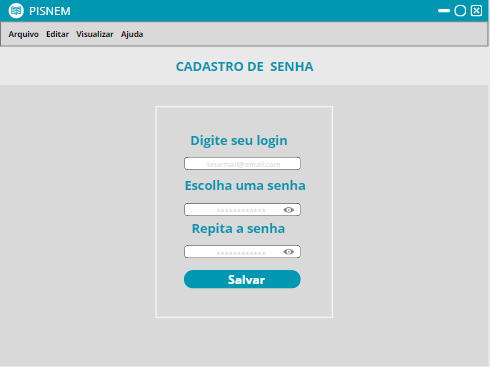 PISNEM
Arquivo Editar Visualizar Ajuda
CADASTRO DE SENHA
Digite seu login
seuemail@email.com
Escolha uma senha
************
Repita a senha
************
Salvar